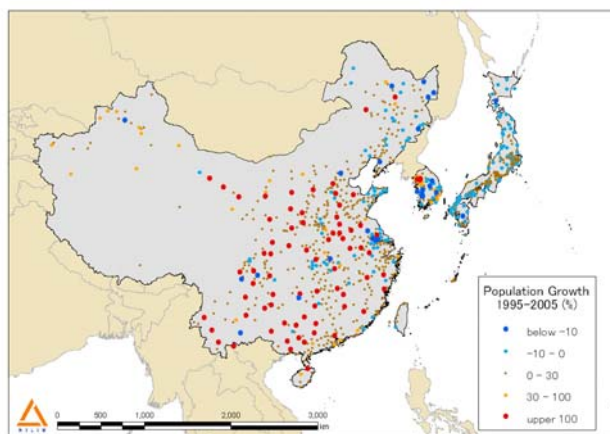 Population Growth
1995-2005 (%)
below -10
-10 - 0
0 - 30
30 - 100
upper 100
0 500 1,000 2,000 3,000
km